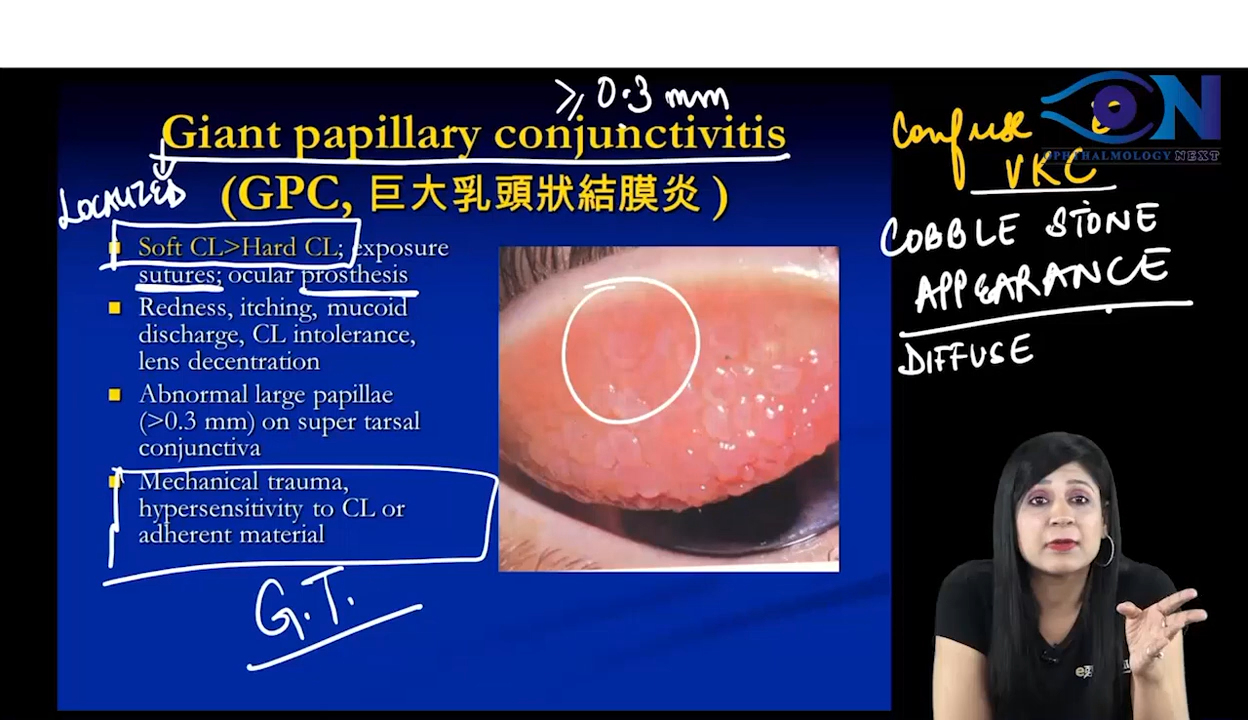 ≥ 0.3 mm
Giant papillary conjunctivitis
LOCALIZED
(GPC, 巨大乳頭狀結膜炎 )
Soft CL>Hard CL; exposure
sutures; ocular prosthesis
Redness, itching, mucoid
discharge, CL intolerance,
lens decentration
Abnormal large papillae
(>0.3 mm) on super tarsal
conjunctiva
Mechanical trauma,
hypersensitivity to CL or
adherent material
G.T.
Confuse
VKC
COBBLE STONE
APPEARANCE
DIFFUSE
ON
OPHTHALMOLOGY NEXT